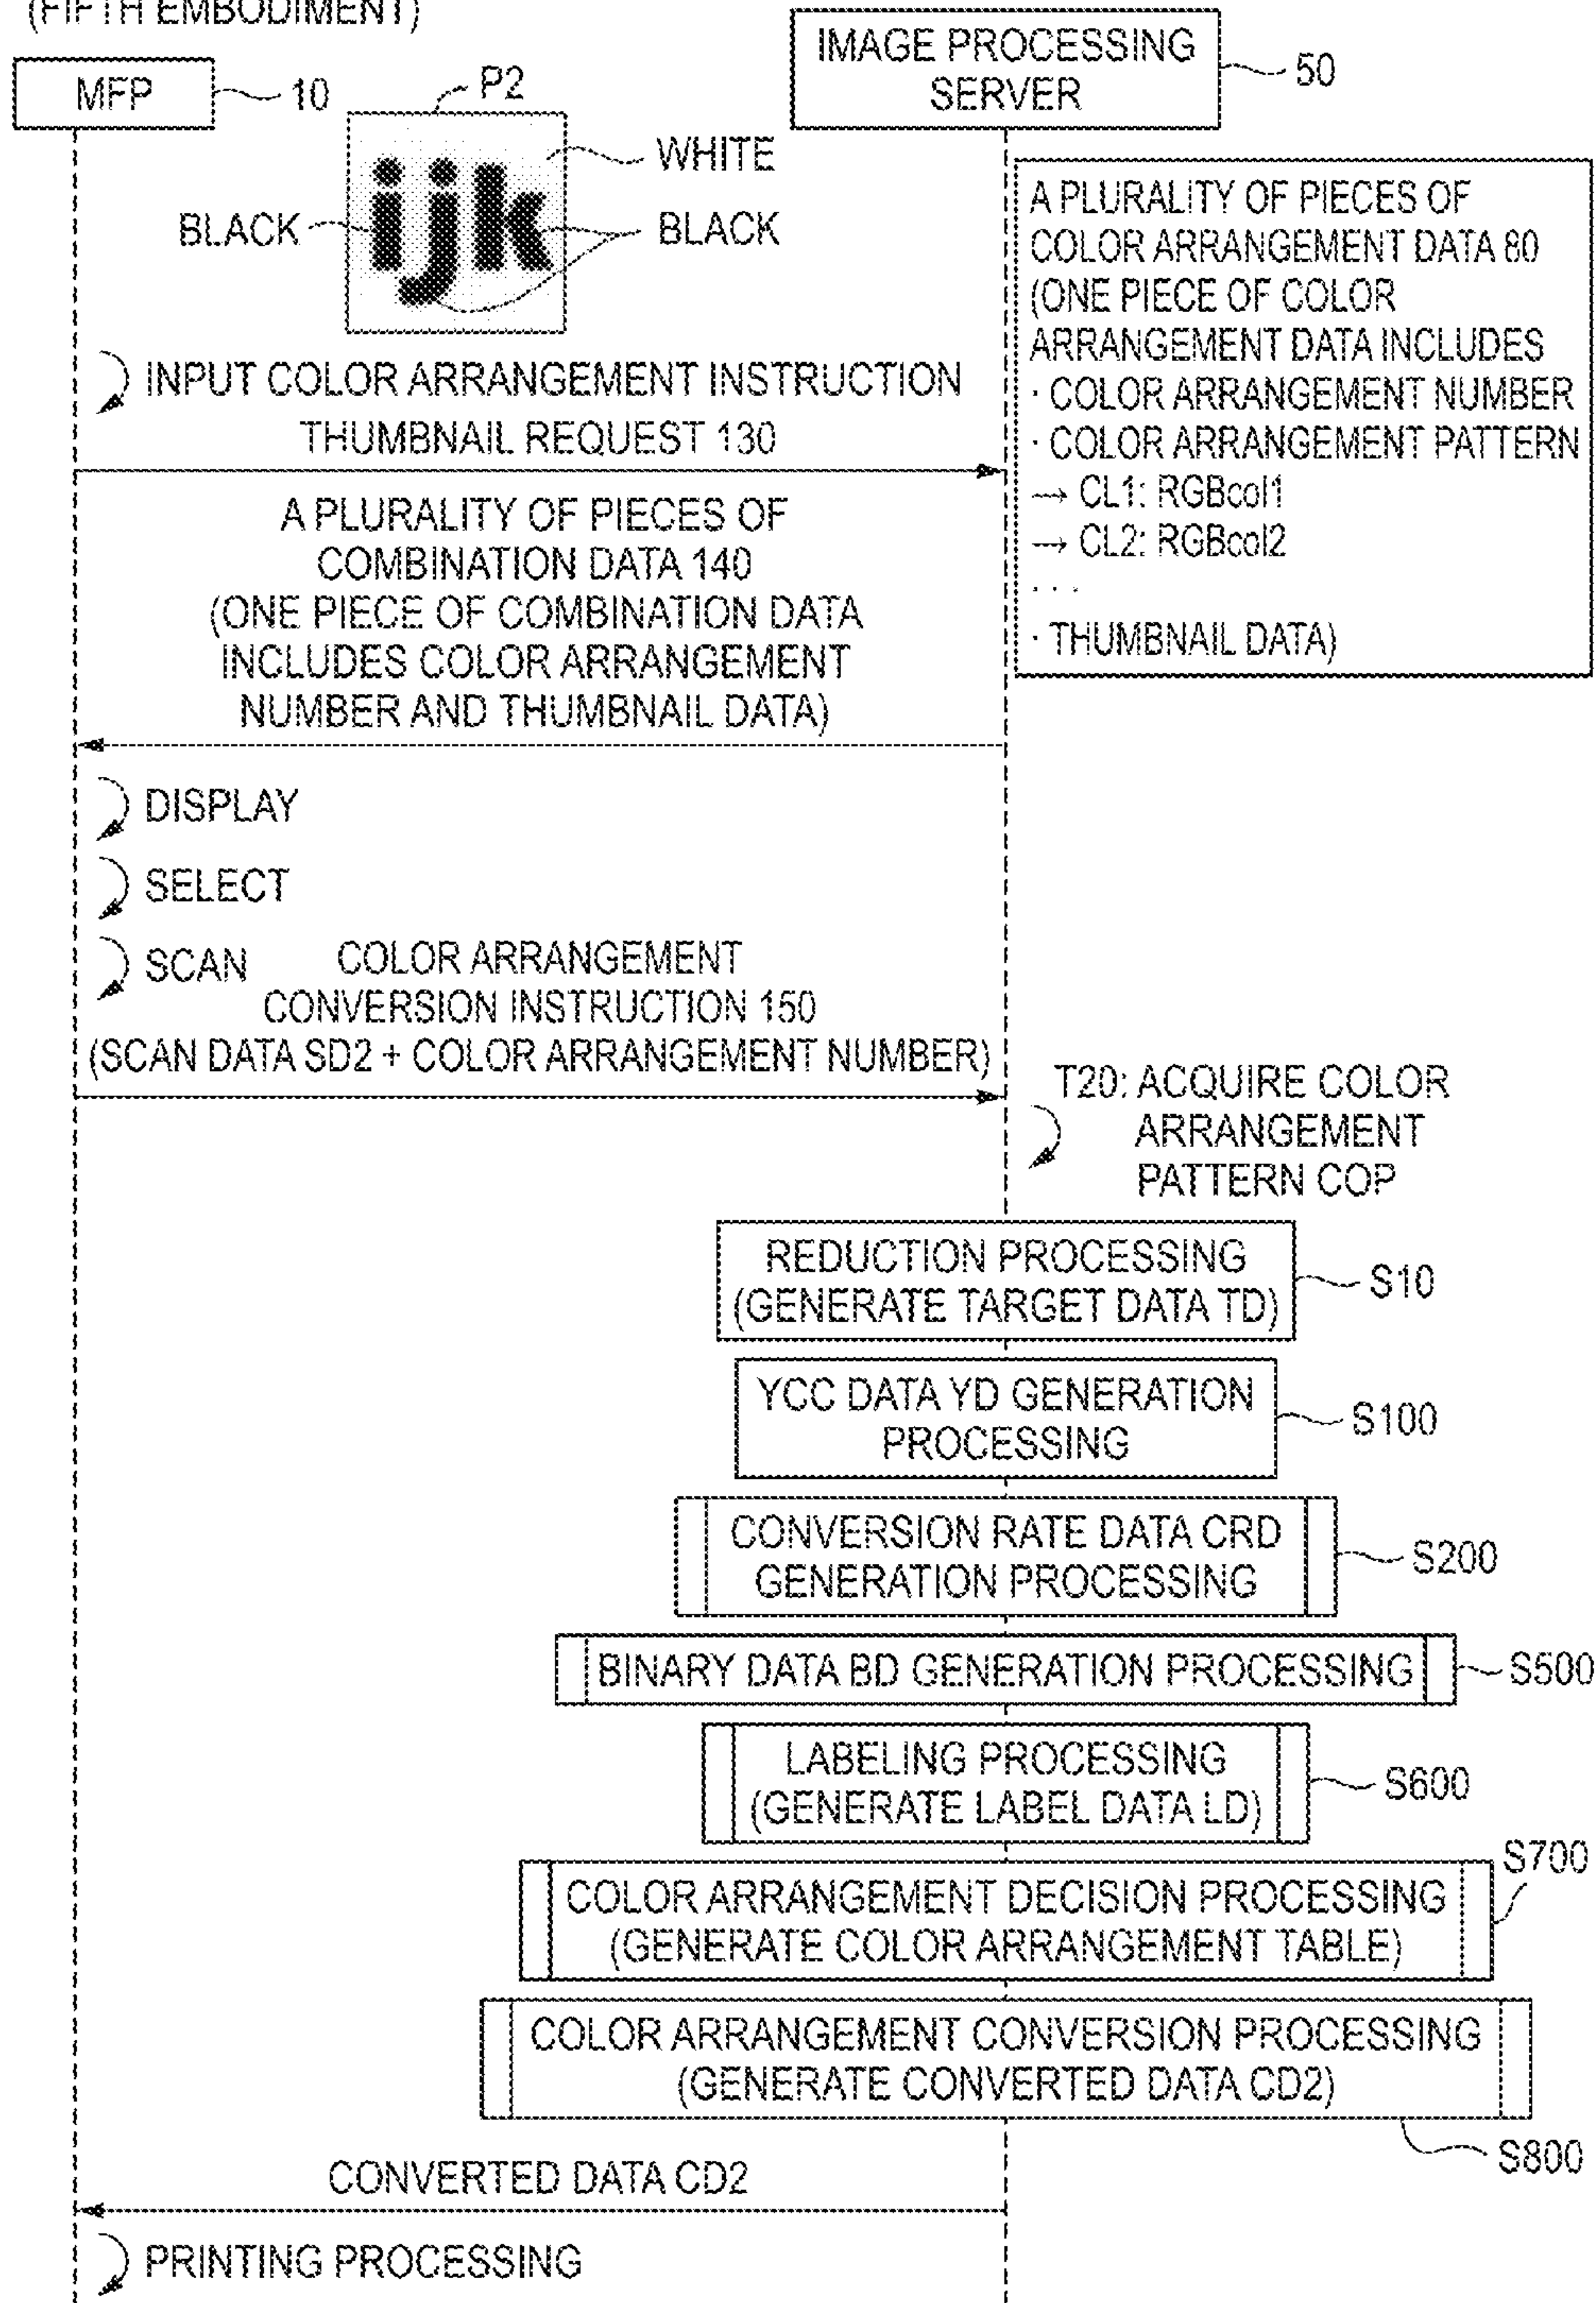 (FIFTH EMBODIMENT)
MFP
10
P2
IMAGE PROCESSING
SERVER
50
WHITE
ijk
BLACK
BLACK
A PLURALITY OF PIECES OF
COLOR ARRANGEMENT DATA 80
(ONE PIECE OF COLOR
ARRANGEMENT DATA INCLUDES
· COLOR ARRANGEMENT NUMBER
· COLOR ARRANGEMENT PATTERN
→ CL1: RGBcol1
→ CL2: RGBcol2
· · ·
· THUMBNAIL DATA)
INPUT COLOR ARRANGEMENT INSTRUCTION
THUMBNAIL REQUEST 130
A PLURALITY OF PIECES OF
COMBINATION DATA 140
(ONE PIECE OF COMBINATION DATA
INCLUDES COLOR ARRANGEMENT
NUMBER AND THUMBNAIL DATA)
DISPLAY
SELECT
SCAN
COLOR ARRANGEMENT
CONVERSION INSTRUCTION 150
(SCAN DATA SD2 + COLOR ARRANGEMENT NUMBER)
T20: ACQUIRE COLOR
ARRANGEMENT
PATTERN COP
REDUCTION PROCESSING
(GENERATE TARGET DATA TD)
S10
YCC DATA YD GENERATION
PROCESSING
S100
CONVERSION RATE DATA CRD
GENERATION PROCESSING
S200
BINARY DATA BD GENERATION PROCESSING
S500
LABELING PROCESSING
(GENERATE LABEL DATA LD)
S600
COLOR ARRANGEMENT DECISION PROCESSING
(GENERATE COLOR ARRANGEMENT TABLE)
S700
COLOR ARRANGEMENT CONVERSION PROCESSING
(GENERATE CONVERTED DATA CD2)
S800
CONVERTED DATA CD2
PRINTING PROCESSING